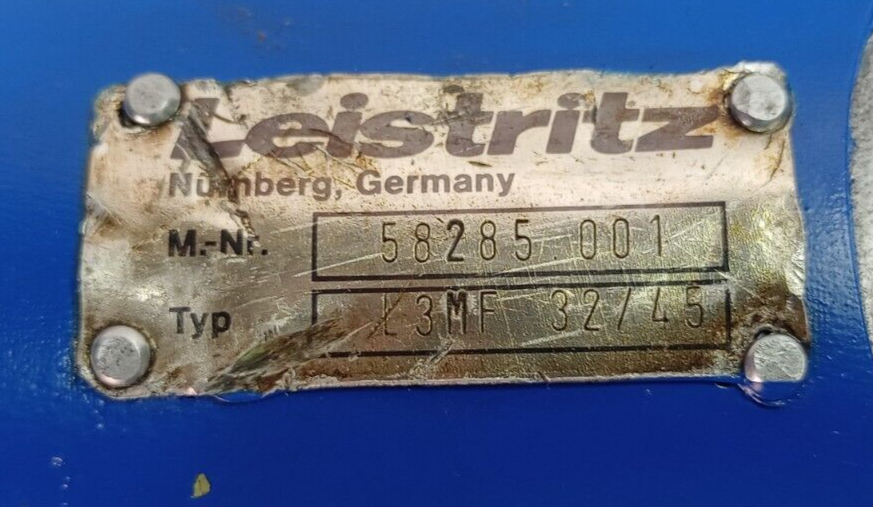 Leistritz
Nürnberg, Germany
M.-Nr. 58285.001
Typ L3MF 32/45